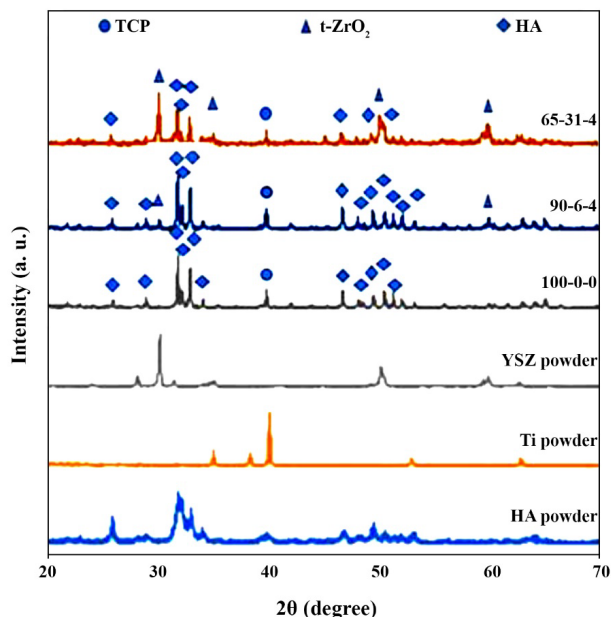 TCP t-ZrO₂ HA
65-31-4
90-6-4
100-0-0
YSZ powder
Ti powder
HA powder
Intensity (a. u.)
20 30 40 50 60 70
2θ (degree)